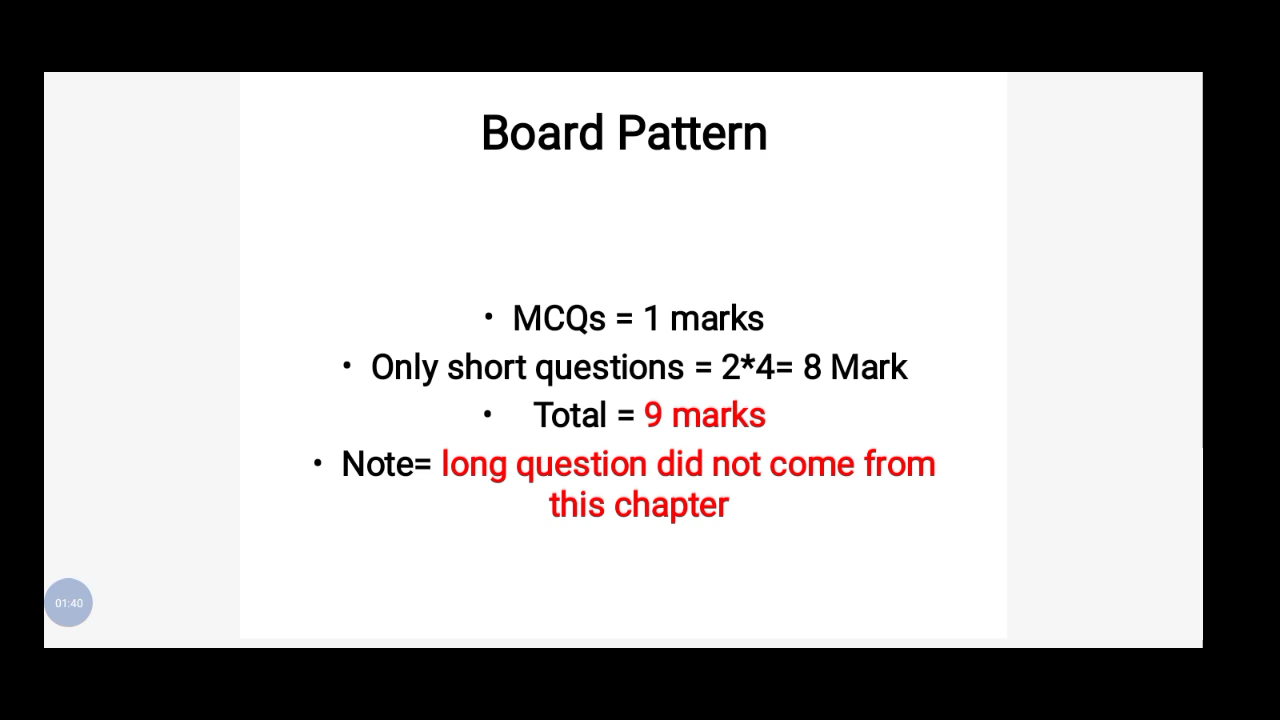 Board Pattern
• MCQs = 1 marks
• Only short questions = 2*4= 8 Mark
• Total = 9 marks
• Note= long question did not come from
this chapter
01:40